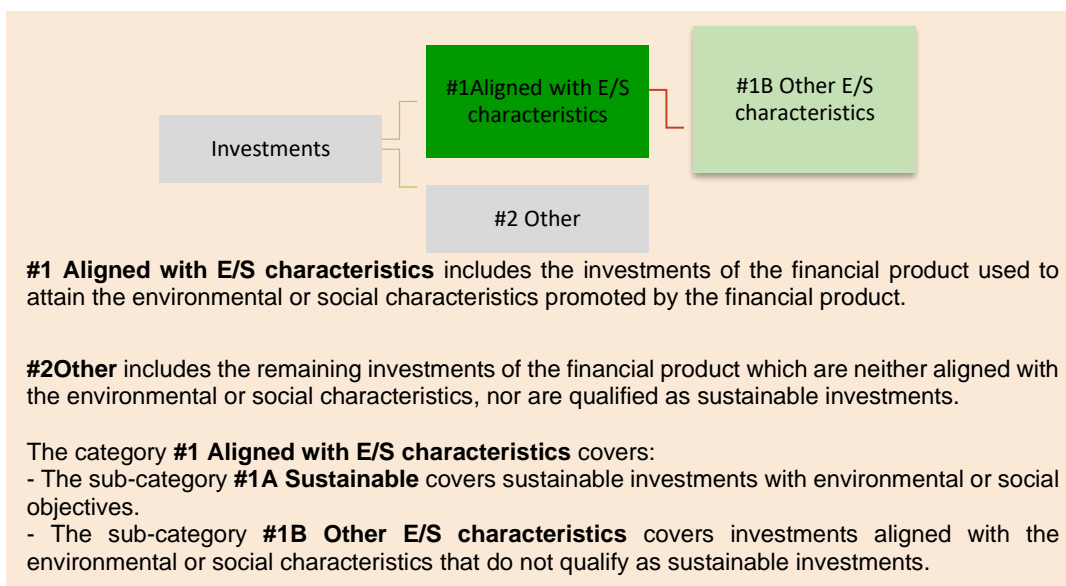 #1Aligned with E/S
characteristics
#1B Other E/S
characteristics
Investments
#2 Other
#1 Aligned with E/S characteristics includes the investments of the financial product used to
attain the environmental or social characteristics promoted by the financial product.
#2Other includes the remaining investments of the financial product which are neither aligned with
the environmental or social characteristics, nor are qualified as sustainable investments.
The category #1 Aligned with E/S characteristics covers:
- The sub-category #1A Sustainable covers sustainable investments with environmental or social
objectives.
- The sub-category #1B Other E/S characteristics covers investments aligned with the
environmental or social characteristics that do not qualify as sustainable investments.